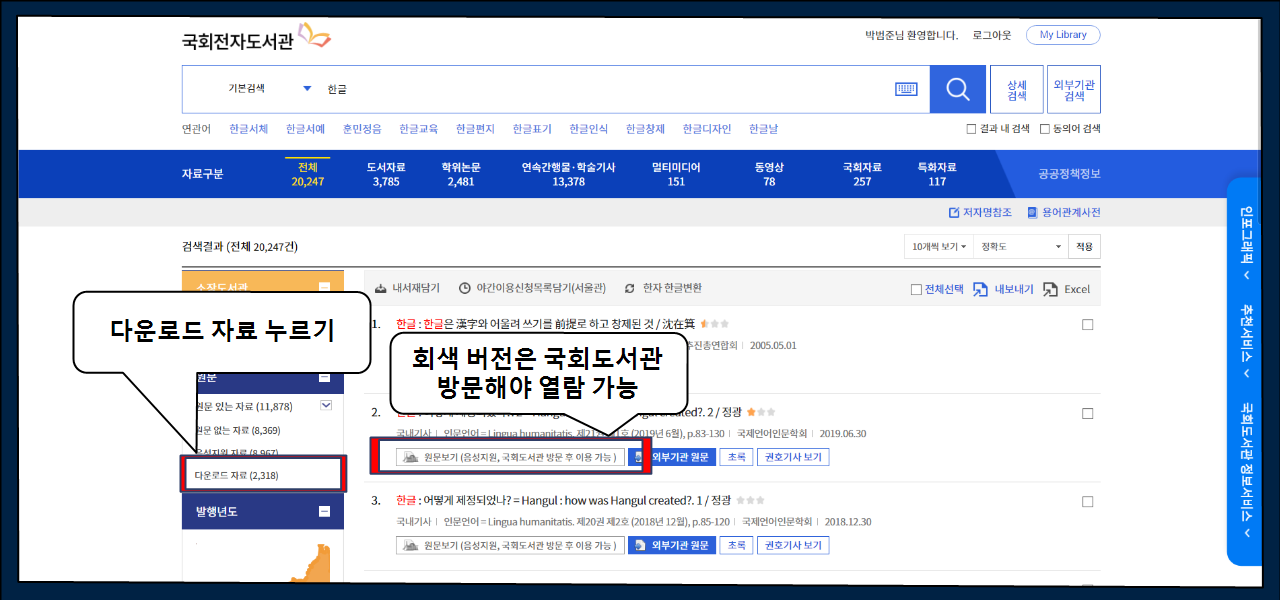 국회전자도서관
박범준님 환영합니다. 로그아웃 My Library
기본검색 한글
상세 검색
외부기관 검색
연관어 한글서체 한글서예 훈민정음 한글교육 한글편지 한글표기 한글인식 한글창제 한글디자인 한글날
결과 내 검색 동의어 검색
자료구분
전체 20,247
도서자료 3,785
학위논문 2,481
연속간행물·학술기사 13,378
멀티미디어 151
동영상 78
국회자료 257
특화자료 117
공공정책정보
저자명참조 용어관계사전
검색결과 (전체 20,247건)
10개씩 보기 정확도 적용
소장도서관
내서재담기 야간이용신청목록담기(서울관) 한자 한글변환
전체선택 내보내기 Excel
다운로드 자료 누르기
1. 한글 : 한글은 漢字와 어울려 쓰기를 前提로 하고 창제된 것 / 沈在箕
추진총연합회 2005.05.01
회색 버전은 국회도서관
방문해야 열람 가능
원문
원문 있는 자료 (11,878)
원문 없는 자료 (8,369)
음성지원 자료 (8,967)
다운로드 자료 (2,318)
발행년도
2. created?. 2 / 정광
국내기사 인문언어 = Lingua humanitatis. 호 (2019년 6월), p.83-130 국제언어인문학회 2019.06.30
원문보기 (음성지원, 국회도서관 방문 후 이용 가능 ) 외부기관 원문 초록 권호기사 보기
3. 한글 : 어떻게 제정되었나? = Hangul : how was Hangul created?. 1 / 정광
국내기사 인문언어 = Lingua humanitatis. 제20권 제2호 (2018년 12월), p.85-120 국제언어인문학회 2018.12.30
원문보기 (음성지원, 국회도서관 방문 후 이용 가능 ) 외부기관 원문 초록 권호기사 보기
인포그래픽
추천서비스
국회도서관 정보서비스